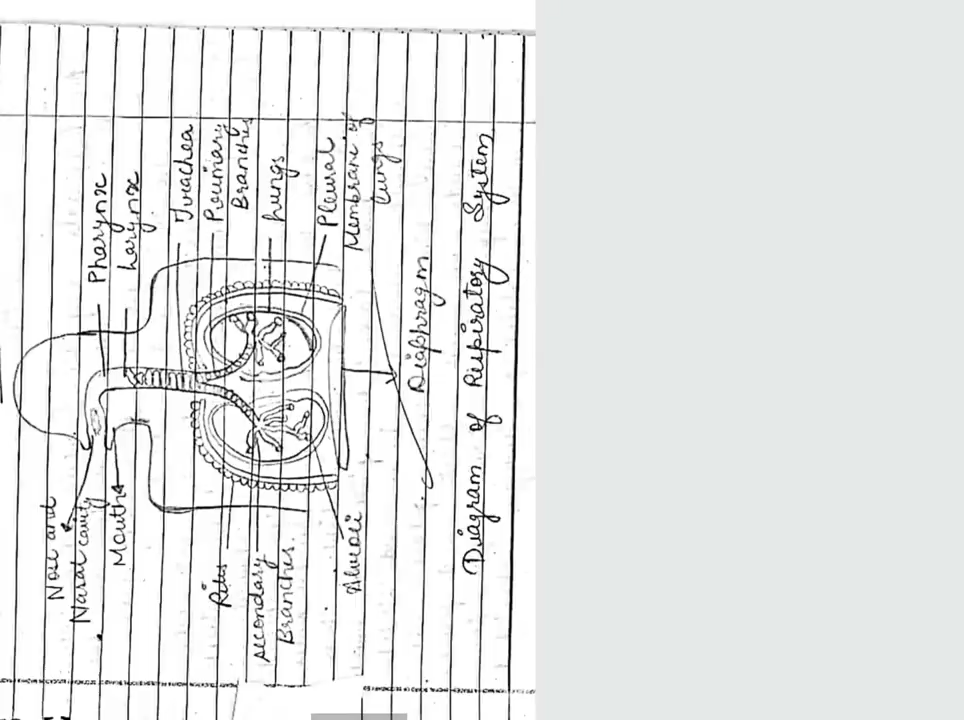 Nose and
Nasal cavity
Mouth
Pharynx
Larynx
Trachea
Primary
Branches
Lungs
Pleural
Membrane of
Lungs
Ribs
Secondary
Branches.
Alveoli
Diaphragm
Diagram of Respiratory System